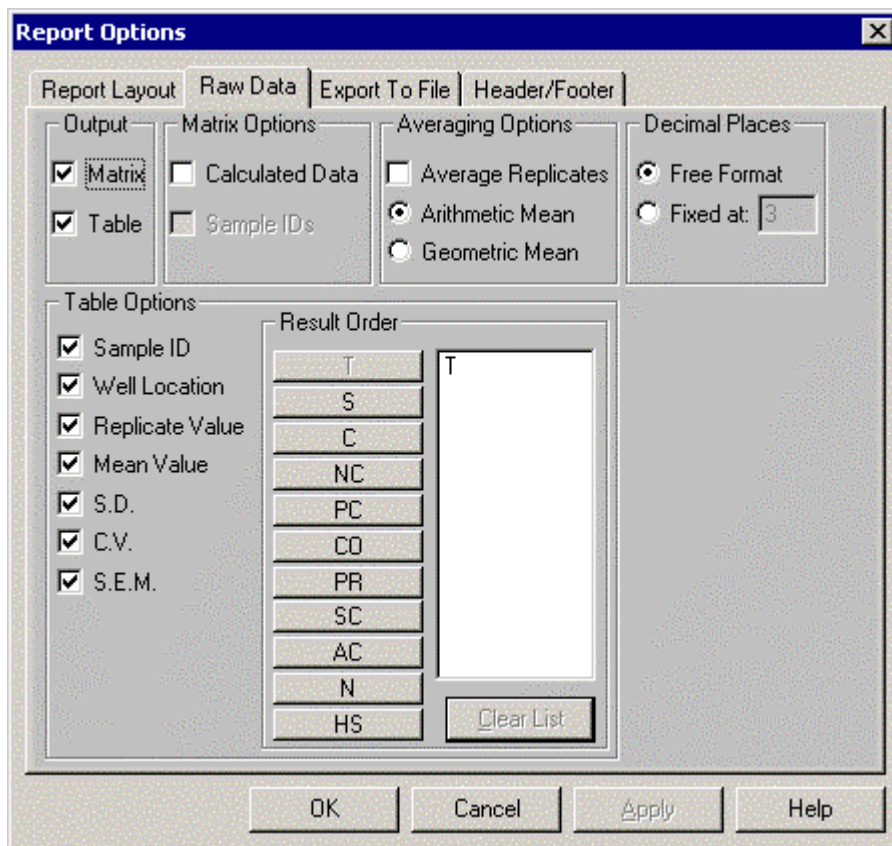 Report Options
Report Layout Raw Data Export To File Header/Footer
Output
Matrix
Table
Matrix Options
Calculated Data
Sample IDs
Averaging Options
Average Replicates
Arithmetic Mean
Geometric Mean
Decimal Places
Free Format
Fixed at: 3
Table Options
Sample ID
Well Location
Replicate Value
Mean Value
S.D.
C.V.
S.E.M.
Result Order
T
S
C
NC
PC
CO
PR
SC
AC
N
HS
T
Clear List
OK Cancel Apply Help